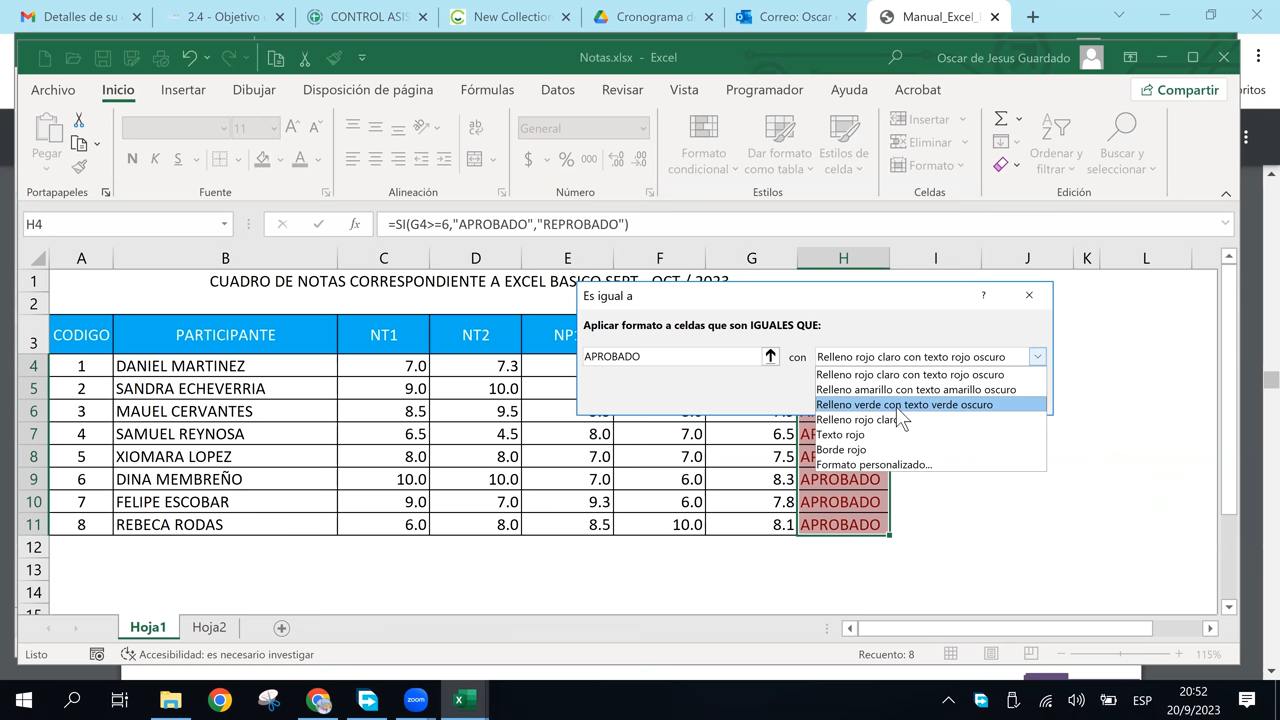 Detalles de su
2.4 - Objetivo
CONTROL ASIS
New Collection
Cronograma d
Correo: Oscar
Manual_Excel_
Notas.xlsx - Excel
Oscar de Jesus Guardado
Archivo Inicio Insertar Dibujar Disposición de página Fórmulas Datos Revisar Vista Programador Ayuda Acrobat Compartir
oritos
Pegar
11
N K S
General
$ % 000
Formato condicional
Dar formato como tabla
Estilos de celda
Insertar
Eliminar
Formato
Ordenar y filtrar
Buscar y seleccionar
Portapapeles Fuente Alineación Número Estilos Celdas Edición
H4 fx =SI(G4>=6,"APROBADO","REPROBADO")
A B C D E F G H I J K L
1 CUADRO DE NOTAS CORRESPONDIENTE A EXCEL BASICO SEPT - OCT / 2023
2
3 CODIGO PARTICIPANTE NT1 NT2
4 1 DANIEL MARTINEZ 7.0 7.3
5 2 SANDRA ECHEVERRIA 9.0 10.0
6 3 MAUEL CERVANTES 8.5 9.5
7 4 SAMUEL REYNOSA 6.5 4.5 8.0 7.0 6.5
8 5 XIOMARA LOPEZ 8.0 8.0 7.0 7.0 7.5
9 6 DINA MEMBREÑO 10.0 10.0 7.0 6.0 8.3 APROBADO
10 7 FELIPE ESCOBAR 9.0 7.0 9.3 6.0 7.8 APROBADO
11 8 REBECA RODAS 6.0 8.0 8.5 10.0 8.1 APROBADO
12
13
14
15
Es igual a ?
Aplicar formato a celdas que son IGUALES QUE:
APROBADO con Relleno rojo claro con texto rojo oscuro
Relleno rojo claro con texto rojo oscuro
Relleno amarillo con texto amarillo oscuro
Relleno verde con texto verde oscuro
Relleno rojo claro
Texto rojo
Borde rojo
Formato personalizado...
Hoja1 Hoja2
Listo Accesibilidad: es necesario investigar Recuento: 8 115%
zoom
ESP
20:52
20/9/2023